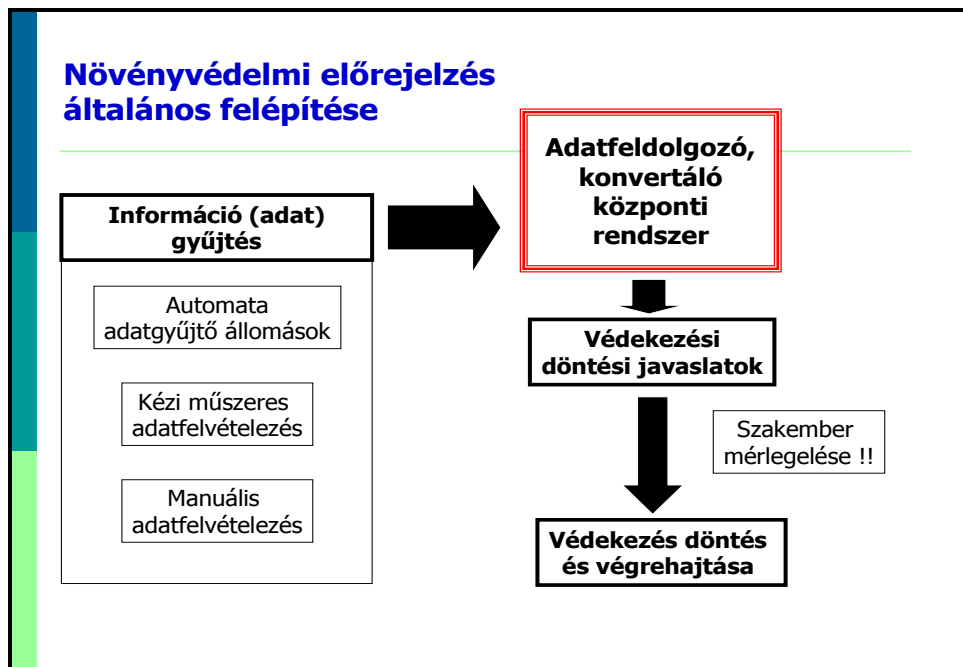 Növényvédelmi előrejelzés
általános felépítése
Információ (adat)
gyűjtés
Automata
adatgyűjtő állomások
Kézi műszeres
adatfelvételezés
Manuális
adatfelvételezés
Adatfeldolgozó,
konvertáló
központi
rendszer
Védekezési
döntési javaslatok
Szakember
mérlegelése !!
Védekezés döntés
és végrehajtása